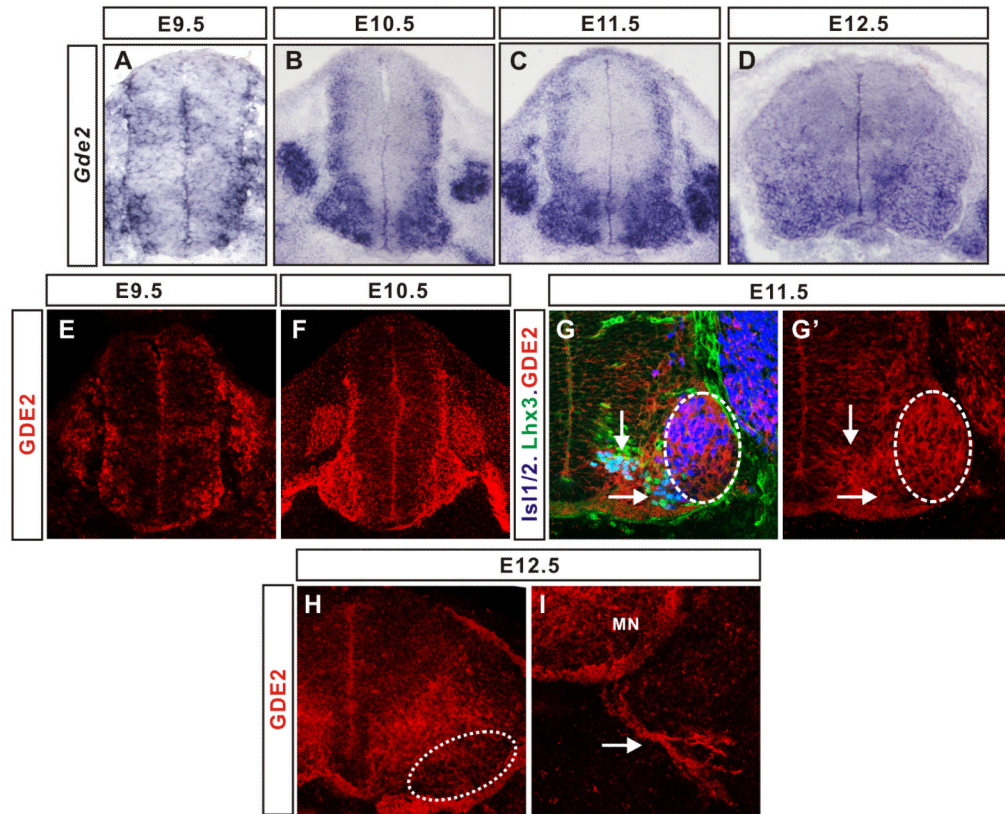 E9.5
E10.5
E11.5
E12.5
Gde2
A
B
C
D
E9.5
E10.5
E11.5
GDE2
E
F
Isl1/2. Lhx3.GDE2
G
G’
E12.5
GDE2
H
I
MN